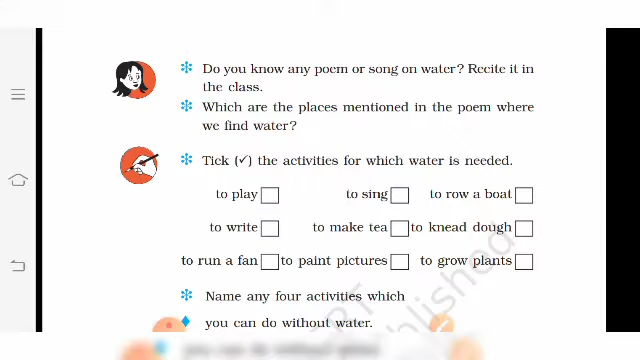 Do you know any poem or song on water? Recite it in
the class.
Which are the places mentioned in the poem where
we find water?
Tick (✓) the activities for which water is needed.
to play to sing to row a boat
to write to make tea to knead dough
to run a fan to paint pictures to grow plants
Name any four activities which
you can do without water.